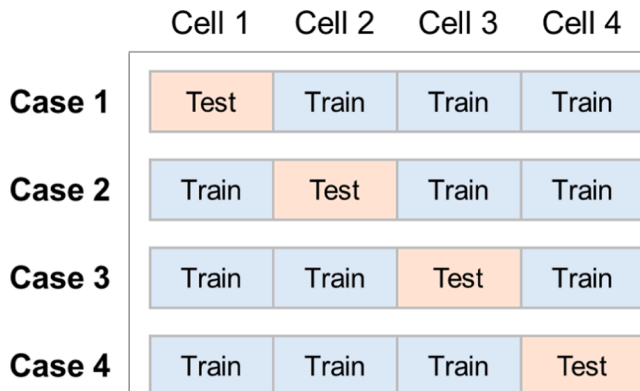 Cell 1 Cell 2 Cell 3 Cell 4
Case 1 Test Train Train Train
Case 2 Train Test Train Train
Case 3 Train Train Test Train
Case 4 Train Train Train Test